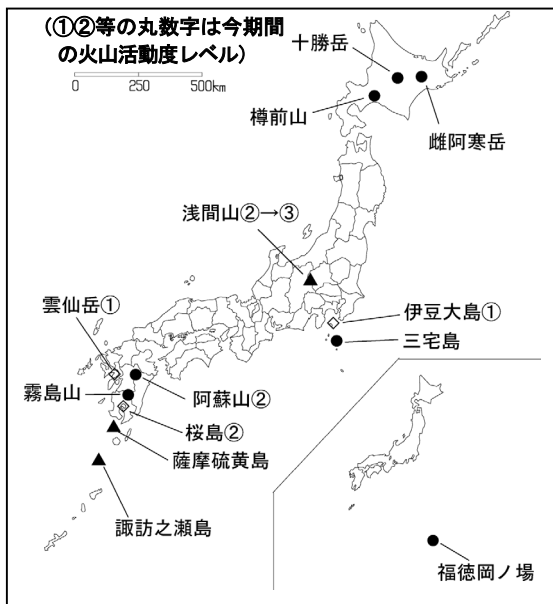 (①②等の丸数字は今期間
の火山活動度レベル)
0 250 500km
十勝岳
樽前山
雌阿寒岳
浅間山②→③
雲仙岳①
伊豆大島①
三宅島
霧島山
阿蘇山②
桜島②
薩摩硫黄島
諏訪之瀬島
福徳岡ノ場